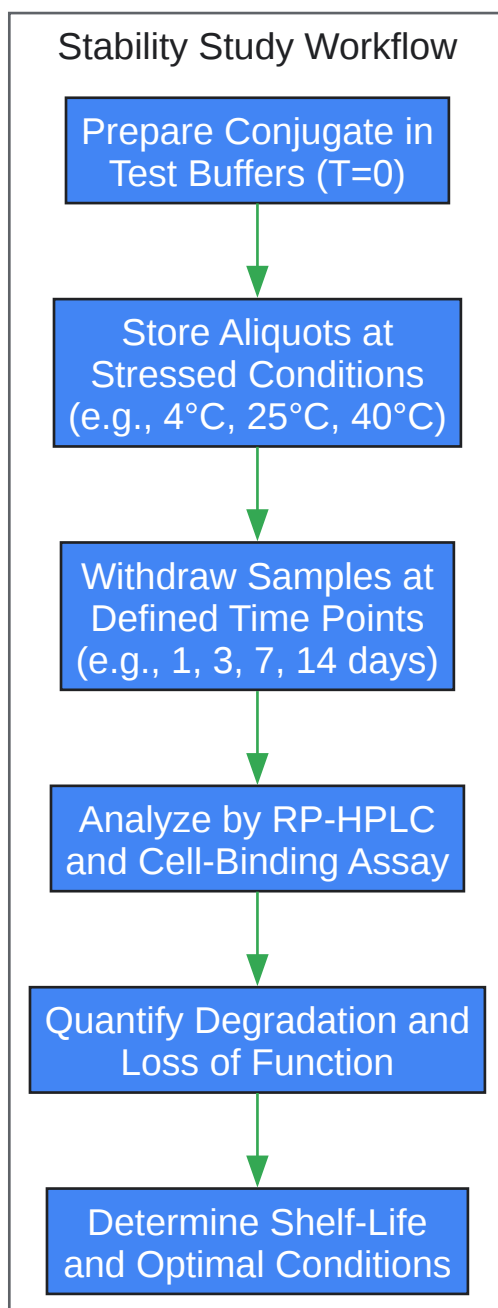 Stability Study Workflow
Prepare Conjugate in
Test Buffers (T=0)
Store Aliquots at
Stressed Conditions
(e.g., 4°C, 25°C, 40°C)
Withdraw Samples at
Defined Time Points
(e.g., 1, 3, 7, 14 days)
Analyze by RP-HPLC
and Cell-Binding Assay
Quantify Degradation and
Loss of Function
Determine Shelf-Life
and Optimal Conditions